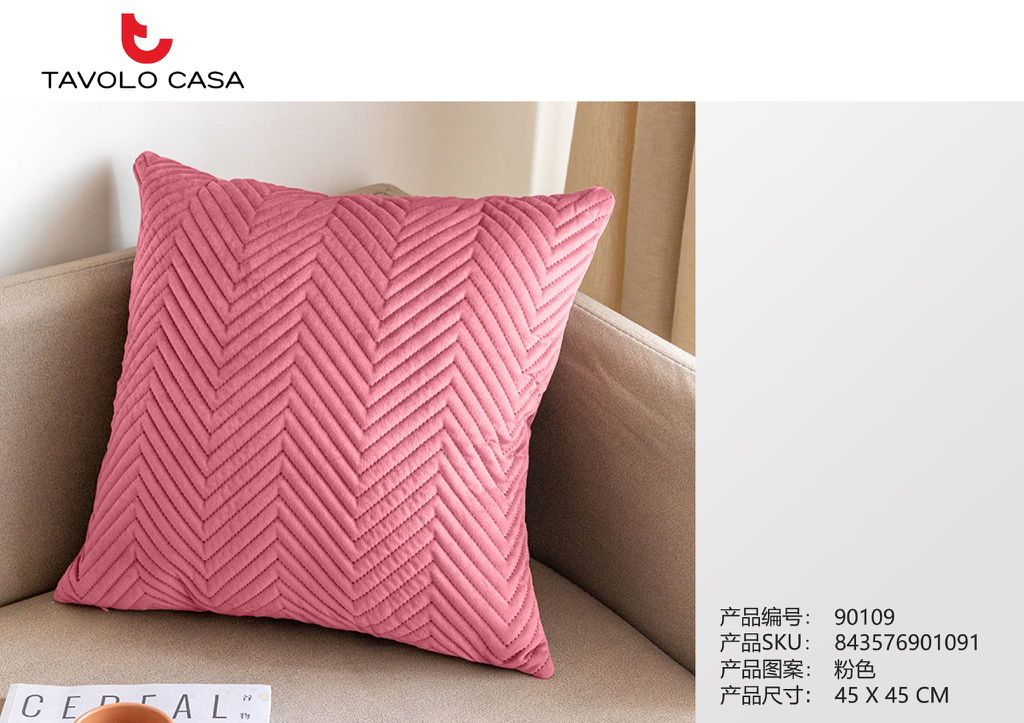 TAVOLO CASA
产品编号： 90109
产品SKU： 843576901091
产品图案： 粉色
产品尺寸： 45 X 45 CM
CEREAL
谷
物